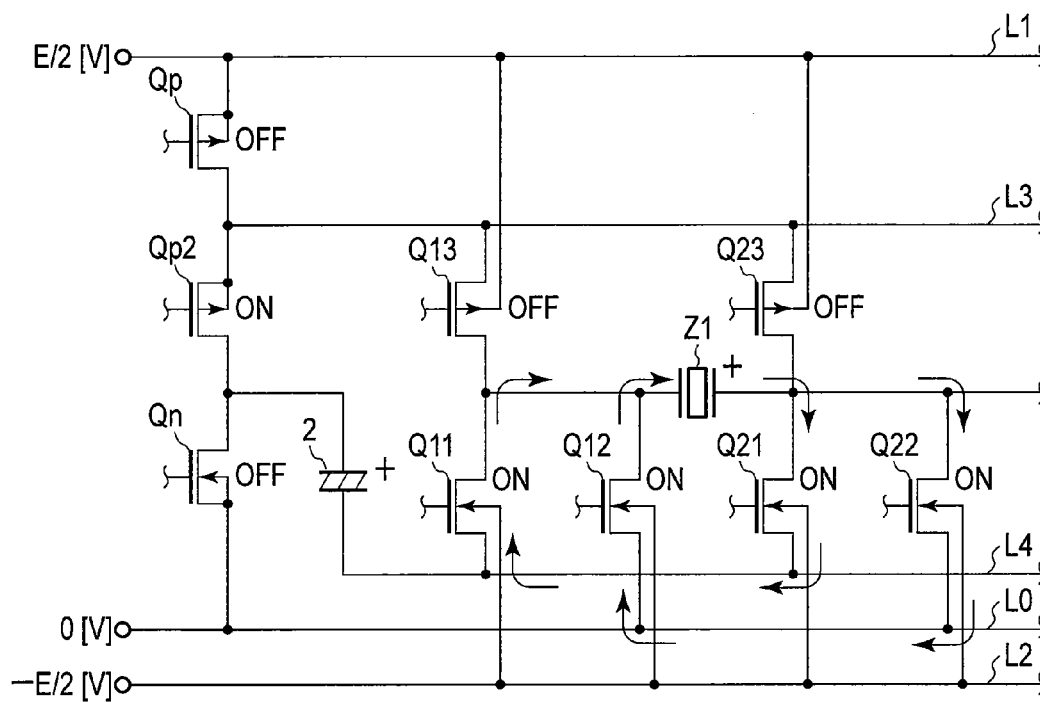 E/2 [V]
L1
Qp
OFF
L3
Qp2
ON
Q13
OFF
Q23
OFF
Z1
+
Qn
OFF
2
+
Q11
ON
Q12
ON
Q21
ON
Q22
ON
L4
0 [V]
L0
−E/2 [V]
L2